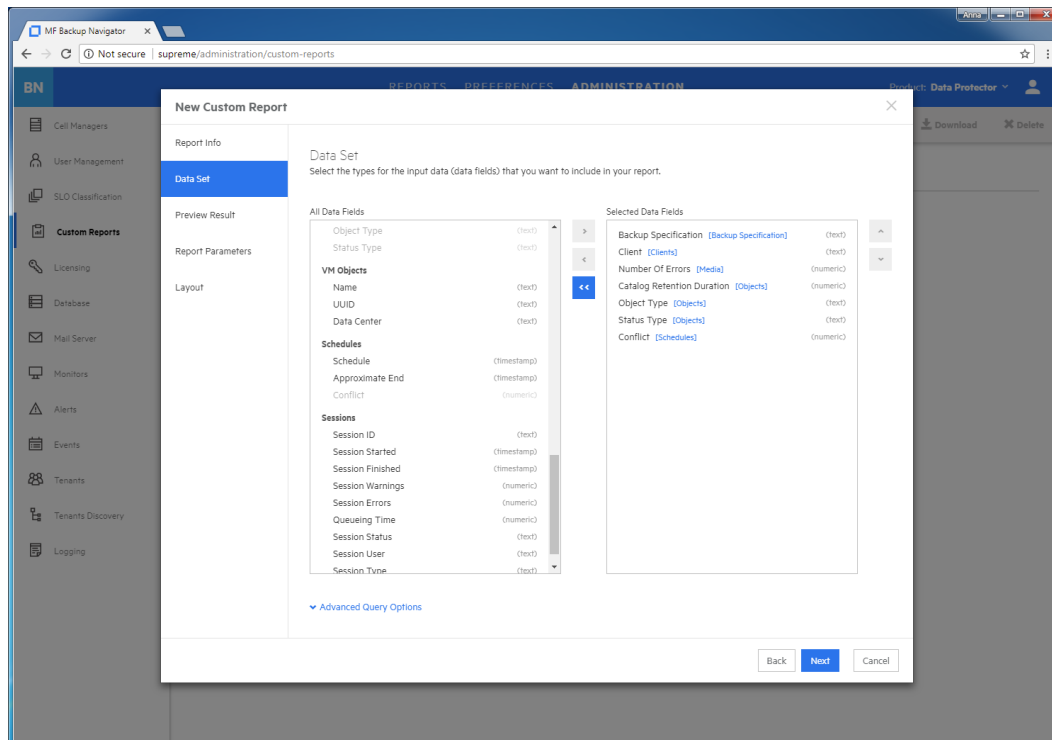 Anna
MF Backup Navigator
Not secure | supreme/administration/custom-reports
BN
REPORTS PREFERENCES ADMINISTRATION
Product: Data Protector
Download Delete
Cell Managers
User Management
SLO Classification
Custom Reports
Licensing
Database
Mail Server
Monitors
Alerts
Events
Tenants
Tenants Discovery
Logging
New Custom Report
Report Info
Data Set
Preview Result
Report Parameters
Layout
Data Set
Select the types for the input data (data fields) that you want to include in your report.
All Data Fields
Object Type (text)
Status Type (text)
VM Objects
Name (text)
UUID (text)
Data Center (text)
Schedules
Schedule (timestamp)
Approximate End (timestamp)
Conflict (numeric)
Sessions
Session ID (text)
Session Started (timestamp)
Session Finished (timestamp)
Session Warnings (numeric)
Session Errors (numeric)
Queueing Time (numeric)
Session Status (text)
Session User (text)
Session Type (text)
Selected Data Fields
Backup Specification [Backup Specification] (text)
Client [Clients] (text)
Number Of Errors [Media] (numeric)
Catalog Retention Duration [Objects] (numeric)
Object Type [Objects] (text)
Status Type [Objects] (text)
Conflict [Schedules] (numeric)
Advanced Query Options
Back Next Cancel